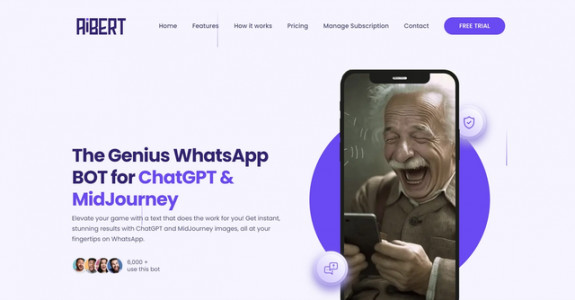 AiBERT
Home Features How it works Pricing Manage Subscription Contact FREE TRIAL
The Genius WhatsApp
BOT for ChatGPT &
MidJourney
Elevate your game with a text that does the work for you! Get instant,
stunning results with ChatGPT and MidJourney images, all at your
fingertips on WhatsApp.
6,000 +
use this bot